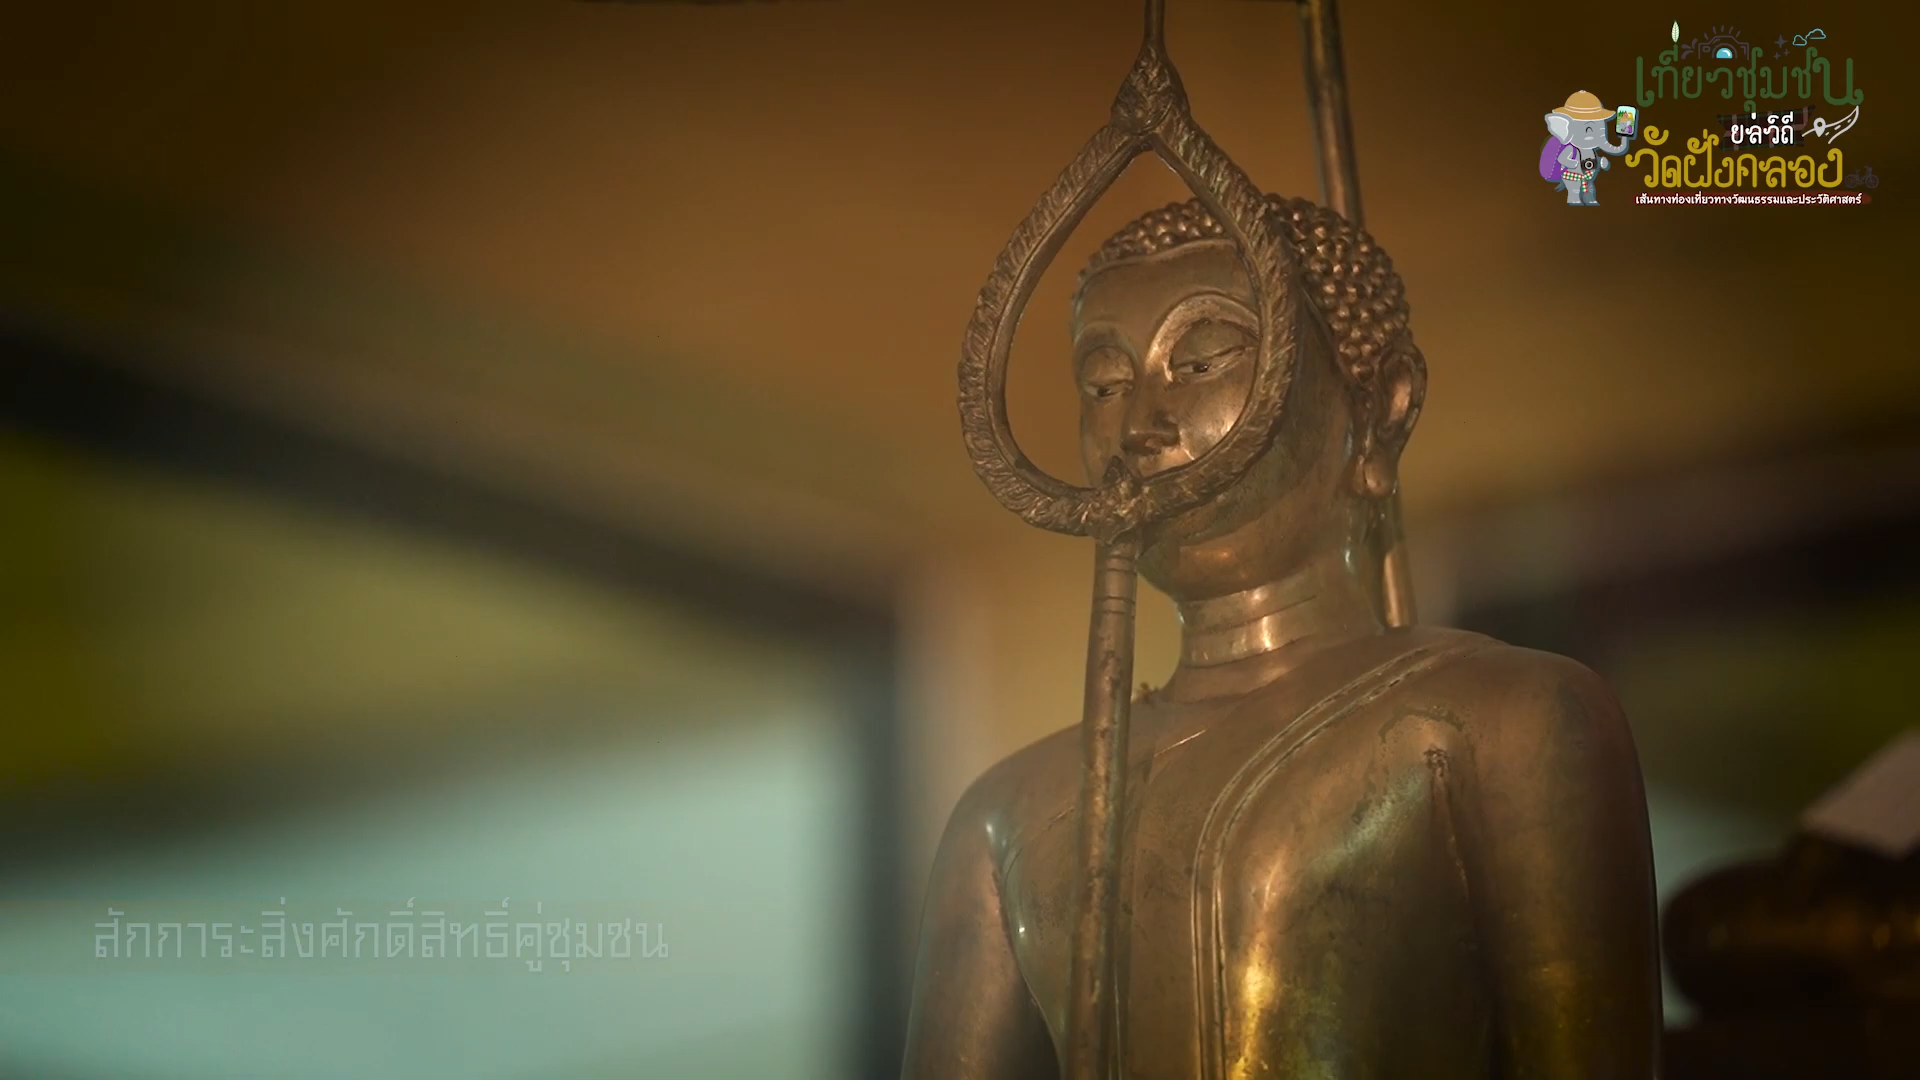 เที่ยวชุมชน
ยลวิถี
วัดฝั่งคลอง
เส้นทางท่องเที่ยวทางวัฒนธรรมและประวัติศาสตร์
สักการะสิ่งศักดิ์สิทธิ์คู่ชุมชน